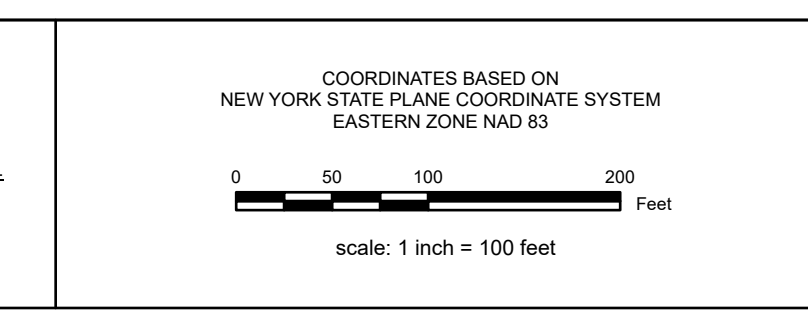 COORDINATES BASED ON
NEW YORK STATE PLANE COORDINATE SYSTEM
EASTERN ZONE NAD 83
0 50 100 200
Feet
scale: 1 inch = 100 feet